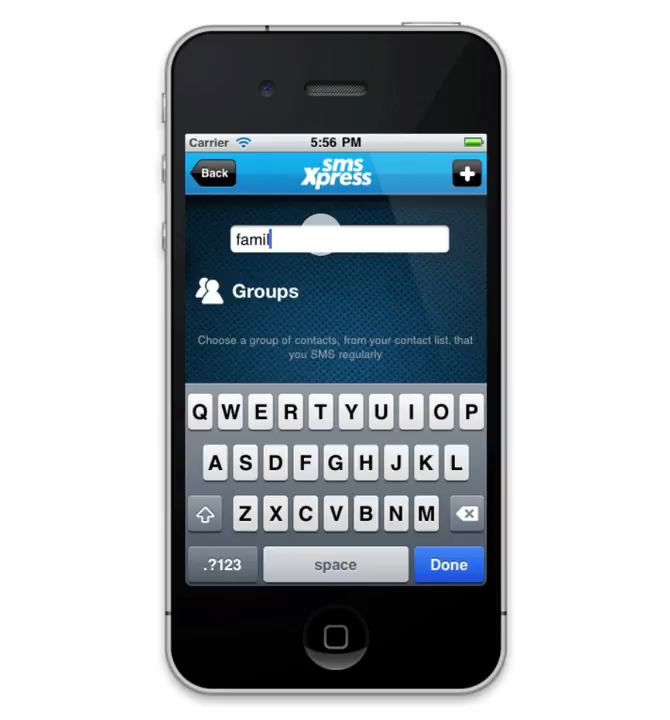 Carrier 5:56 PM
Back sms Xpress +
famil
Groups
Choose a group of contacts, from your contact list, that
you SMS regularly
Q W E R T Y U I O P
A S D F G H J K L
Z X C V B N M
.?123 space Done